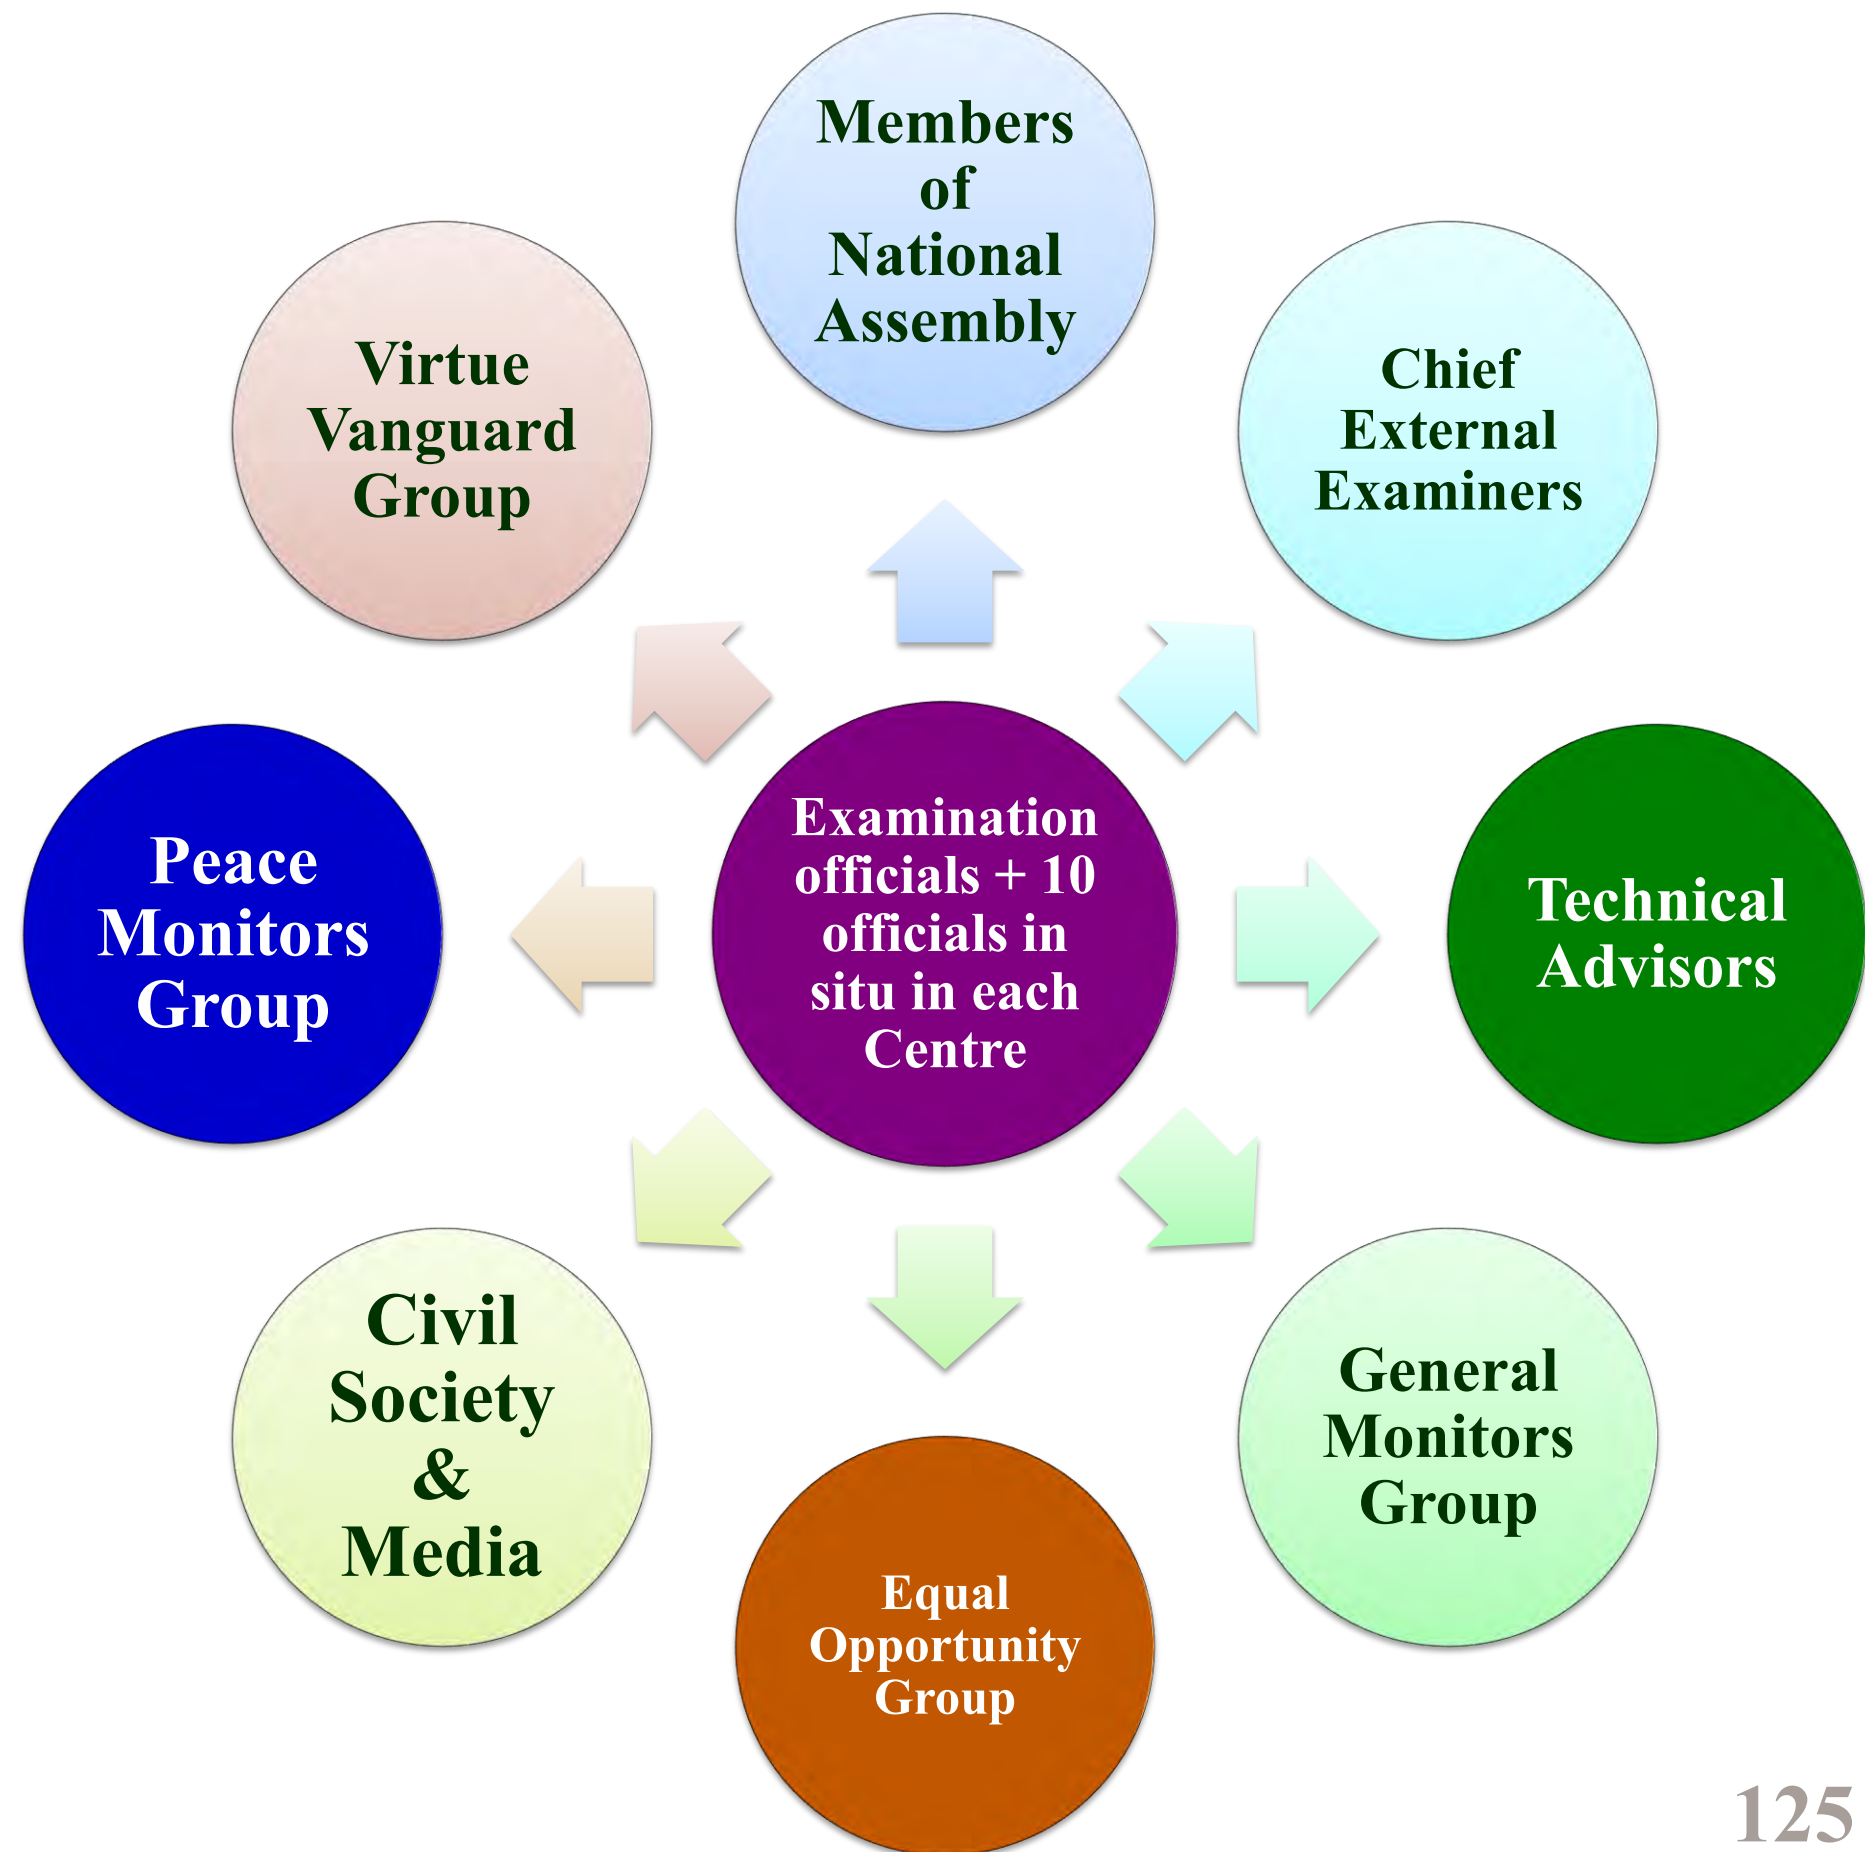 Members
of
National
Assembly
Chief
External
Examiners
Technical
Advisors
General
Monitors
Group
Equal
Opportunity
Group
Civil
Society
&
Media
Peace
Monitors
Group
Virtue
Vanguard
Group
Examination
officials + 10
officials in
situ in each
Centre
125